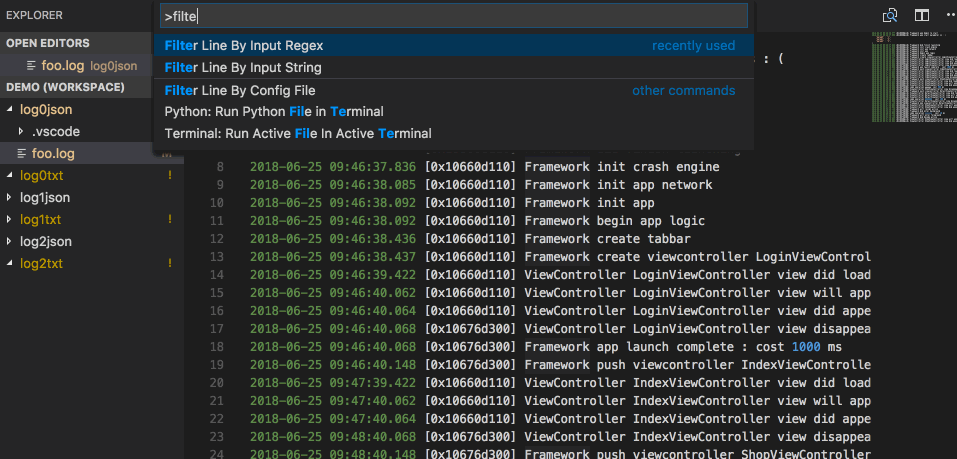 EXPLORER
OPEN EDITORS
foo.log log0json
DEMO (WORKSPACE)
log0json
.vscode
foo.log
log0txt !
log1json
log1txt !
log2json
log2txt !
>filte
Filter Line By Input Regex recently used
Filter Line By Input String
Filter Line By Config File other commands
Python: Run Python File in Terminal
Terminal: Run Active File In Active Terminal
: (
8 2018-06-25 09:46:37.836 [0x10660d110] Framework init crash engine
9 2018-06-25 09:46:38.085 [0x10660d110] Framework init app network
10 2018-06-25 09:46:38.092 [0x10660d110] Framework init app
11 2018-06-25 09:46:38.092 [0x10660d110] Framework begin app logic
12 2018-06-25 09:46:38.436 [0x10660d110] Framework create tabbar
13 2018-06-25 09:46:38.437 [0x10660d110] Framework create viewcontroller LoginViewControl
14 2018-06-25 09:46:39.422 [0x10660d110] ViewController LoginViewController view did load
15 2018-06-25 09:46:40.062 [0x10660d110] ViewController LoginViewController view will app
16 2018-06-25 09:46:40.064 [0x10660d110] ViewController LoginViewController view did appe
17 2018-06-25 09:46:40.068 [0x10676d300] ViewController LoginViewController view disappea
18 2018-06-25 09:46:40.068 [0x10676d300] Framework app launch complete : cost 1000 ms
19 2018-06-25 09:46:40.148 [0x10676d300] Framework push viewcontroller IndexViewControlle
20 2018-06-25 09:47:39.422 [0x10660d110] ViewController IndexViewController view did load
21 2018-06-25 09:47:40.062 [0x10660d110] ViewController IndexViewController view will app
22 2018-06-25 09:47:40.064 [0x10660d110] ViewController IndexViewController view did appe
23 2018-06-25 09:48:40.068 [0x10676d300] ViewController IndexViewController view disappea
24 2018-06-25 09:48:40.148 [0x10676d300] Framework push viewcontroller ShopViewController